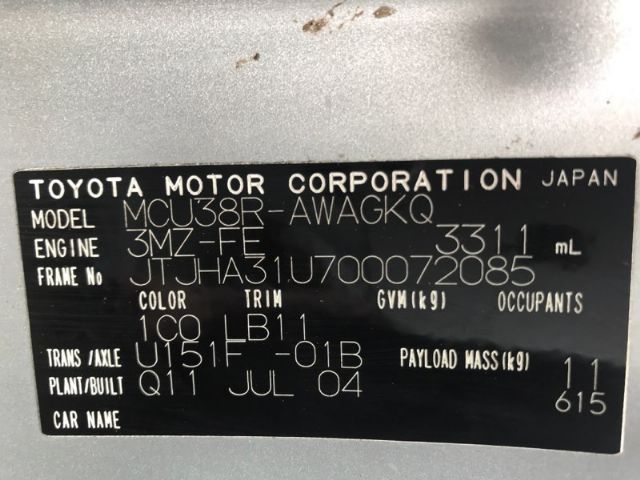 TOYOTA MOTOR CORPORATION JAPAN
MODEL MCU38R-AWAGKQ
ENGINE 3MZ-FE 3311 mL
FRAME No JTJHA31U700072085
COLOR TRIM GVM(kg) OCCUPANTS
1C0 LB11
TRANS/AXLE U151F -01B PAYLOAD MASS(kg)
PLANT/BUILT Q11 JUL 04 11
615
CAR NAME